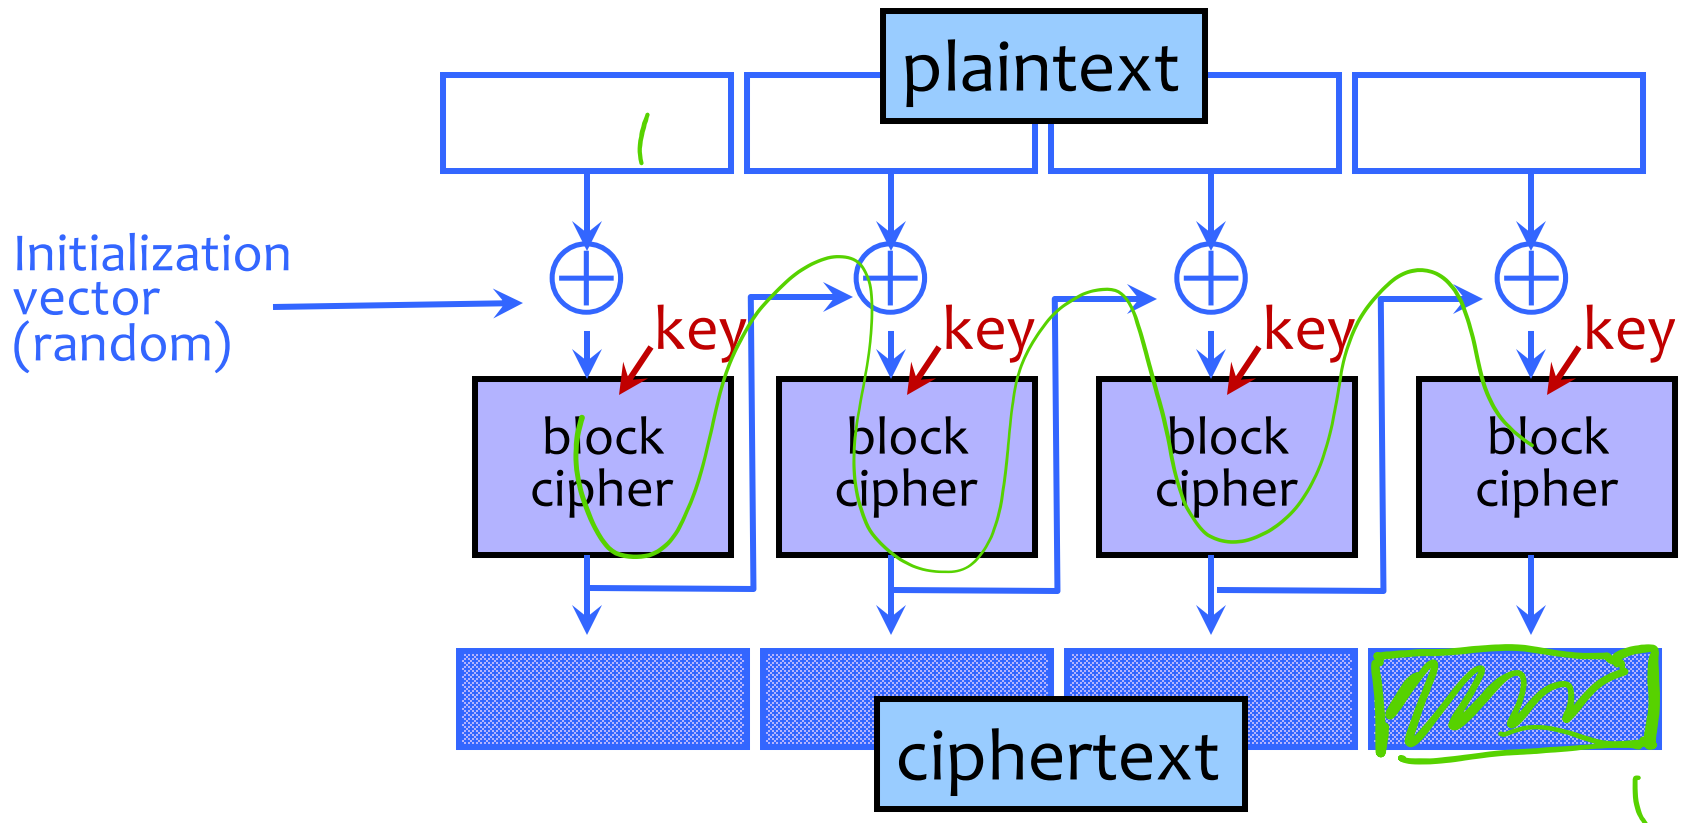 plaintext
Initialization
vector
(random)
key
key
key
key
block
cipher
block
cipher
block
cipher
block
cipher
ciphertext